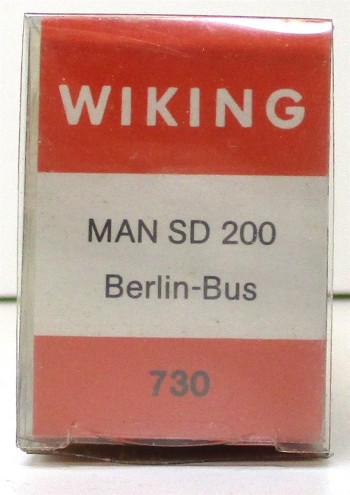 WIKING
MAN SD 200
Berlin-Bus
730